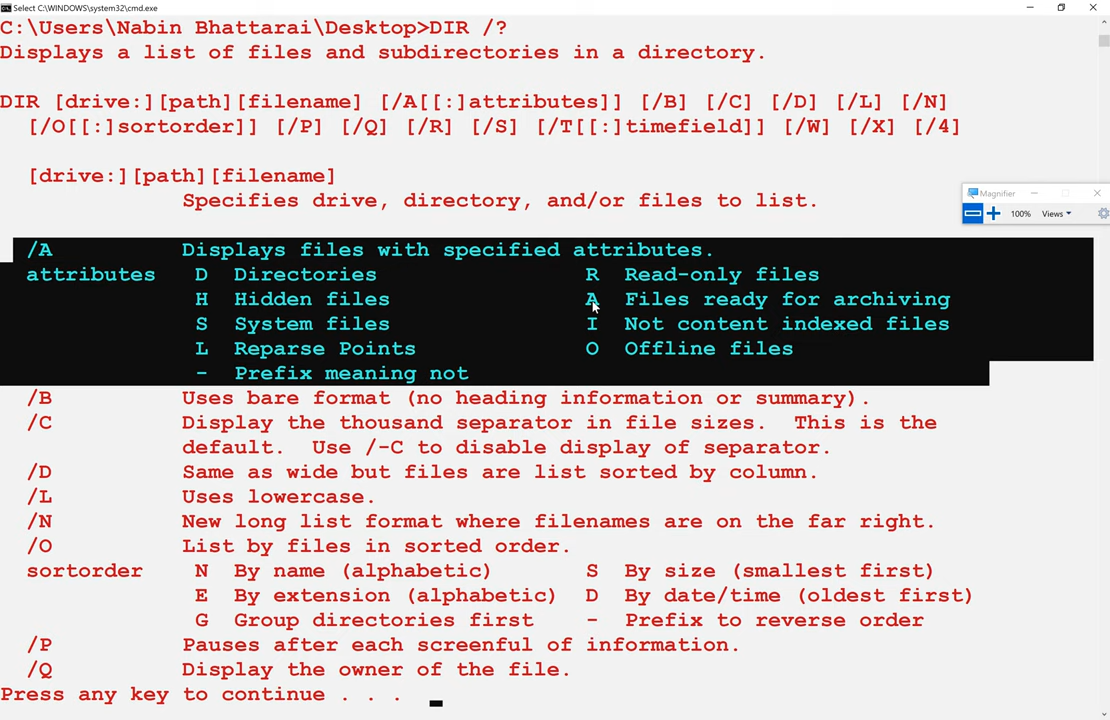 Select C:\WINDOWS\system32\cmd.exe
C:\Users\Nabin Bhattarai\Desktop>DIR /?
Displays a list of files and subdirectories in a directory.
DIR [drive:][path][filename] [/A[[:]attributes]] [/B] [/C] [/D] [/L] [/N]
[/O[[:]sortorder]] [/P] [/Q] [/R] [/S] [/T[[:]timefield]] [/W] [/X] [/4]
[drive:][path][filename]
Specifies drive, directory, and/or files to list.
Magnifier
100% Views
/A Displays files with specified attributes.
attributes D Directories R Read-only files
H Hidden files A Files ready for archiving
S System files I Not content indexed files
L Reparse Points O Offline files
- Prefix meaning not
/B Uses bare format (no heading information or summary).
/C Display the thousand separator in file sizes. This is the
default. Use /-C to disable display of separator.
/D Same as wide but files are list sorted by column.
/L Uses lowercase.
/N New long list format where filenames are on the far right.
/O List by files in sorted order.
sortorder N By name (alphabetic) S By size (smallest first)
E By extension (alphabetic) D By date/time (oldest first)
G Group directories first - Prefix to reverse order
/P Pauses after each screenful of information.
/Q Display the owner of the file.
Press any key to continue . . .